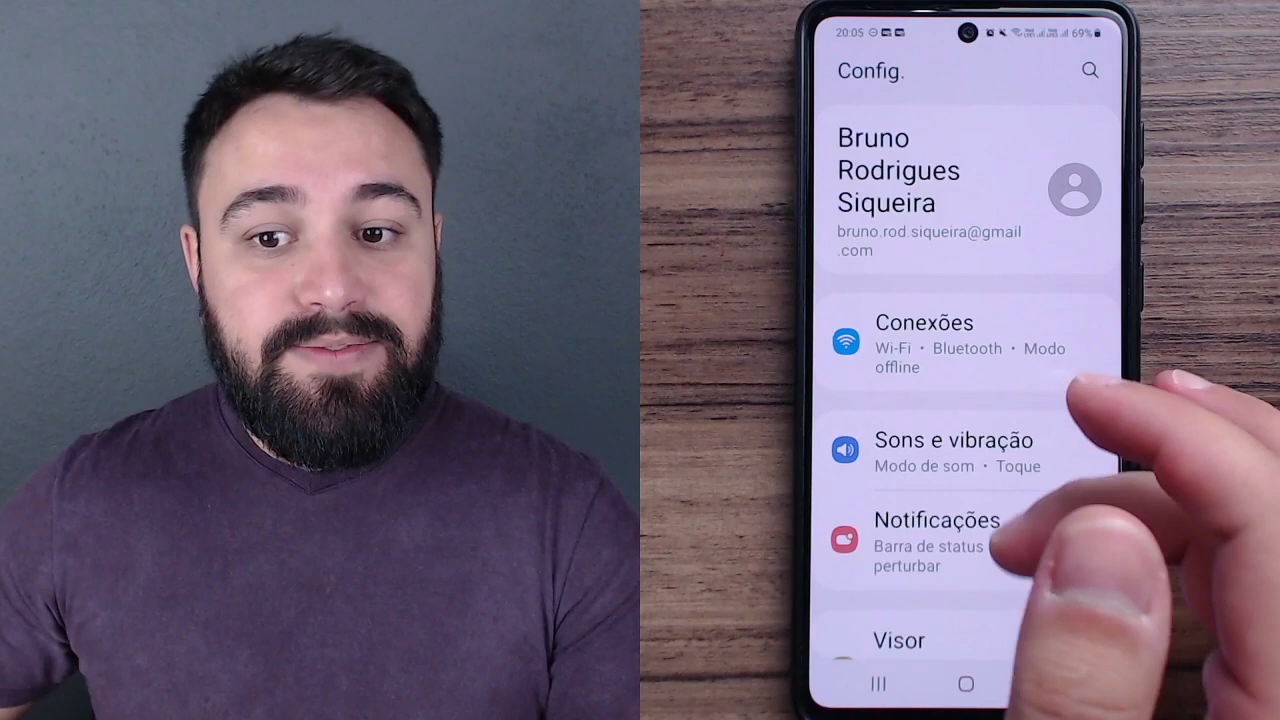 20:05
69%
Config.
Bruno
Rodrigues
Siqueira
bruno.rod.siqueira@gmail
.com
Conexões
Wi-Fi • Bluetooth • Modo
offline
Sons e vibração
Modo de som • Toque
Notificações
Barra de status
perturbar
Visor